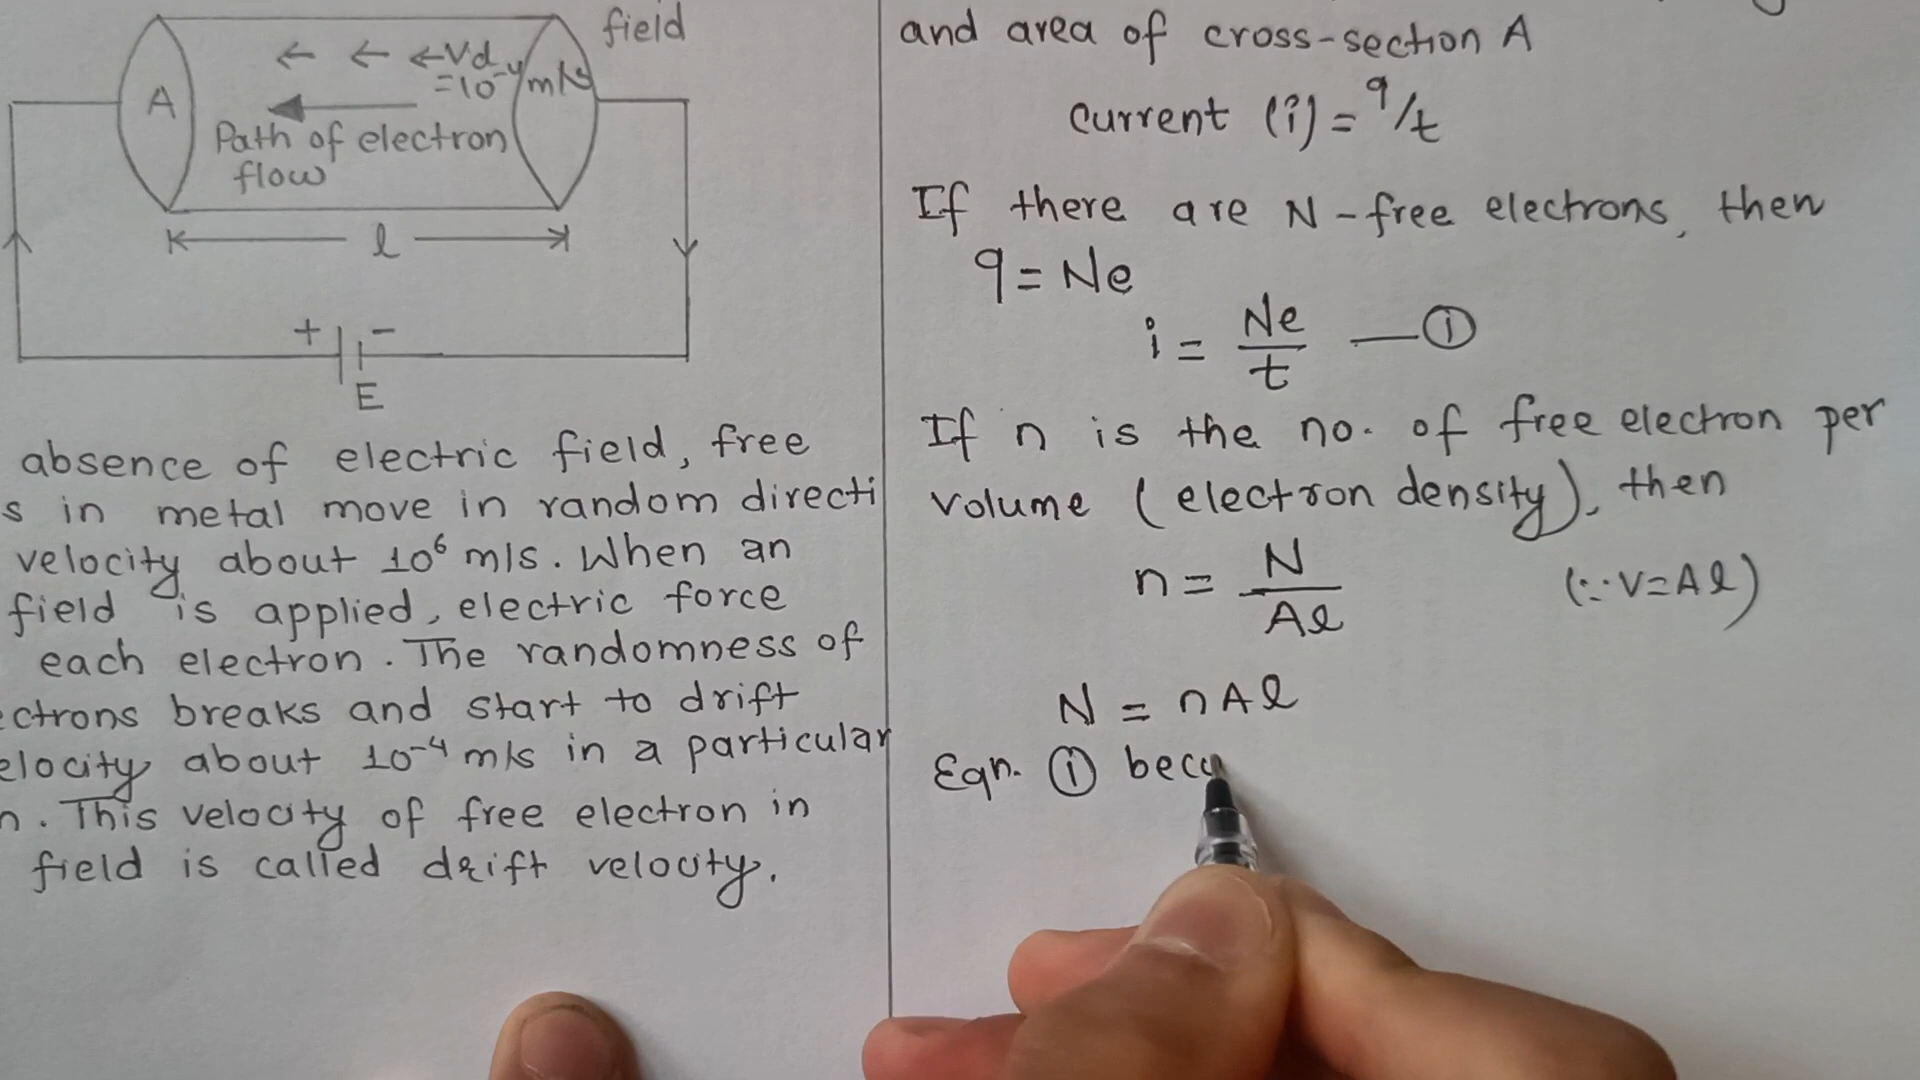 field
← ← ←Vd
=10⁻⁴m/s
A
Path of electron
flow
l
+ -
E
absence of electric field, free
s in metal move in random directi
velocity about 10⁶ m/s. When an
field is applied, electric force
each electron. The randomness of
ctrons breaks and start to drift
elocity about 10⁻⁴ m/s in a particular
n. This velocity of free electron in
field is called drift velocity.
and area of cross-section A
current (i) = q/t
If there are N-free electrons, then
q = Ne
i = Ne/t —①
If n is the no. of free electron per
volume (electron density), then
n = N/Al (∵ V=Al)
N = nAl
Eqn. ① beco